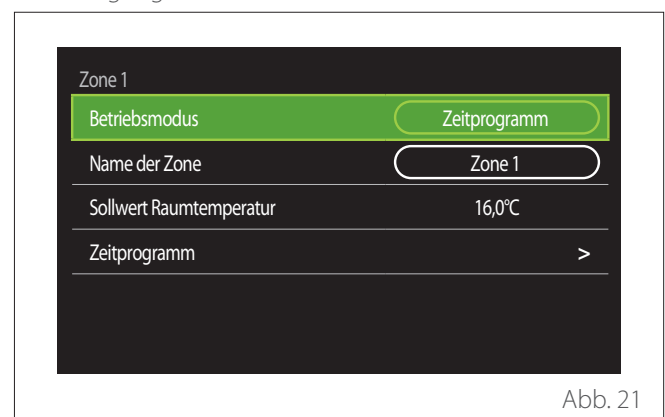 Zone 1
Betriebsmodus Zeitprogramm
Name der Zone Zone 1
Sollwert Raumtemperatur 16,0°C
Zeitprogramm >
Abb. 21